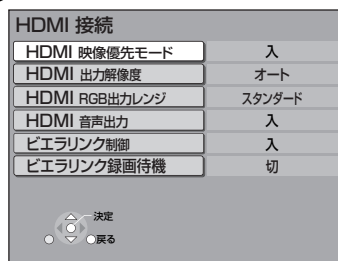 HDMI 接続
HDMI 映像優先モード 入
HDMI 出力解像度 オート
HDMI RGB出力レンジ スタンダード
HDMI 音声出力 入
ビエラリンク制御 入
ビエラリンク録画待機 切
決定
戻る